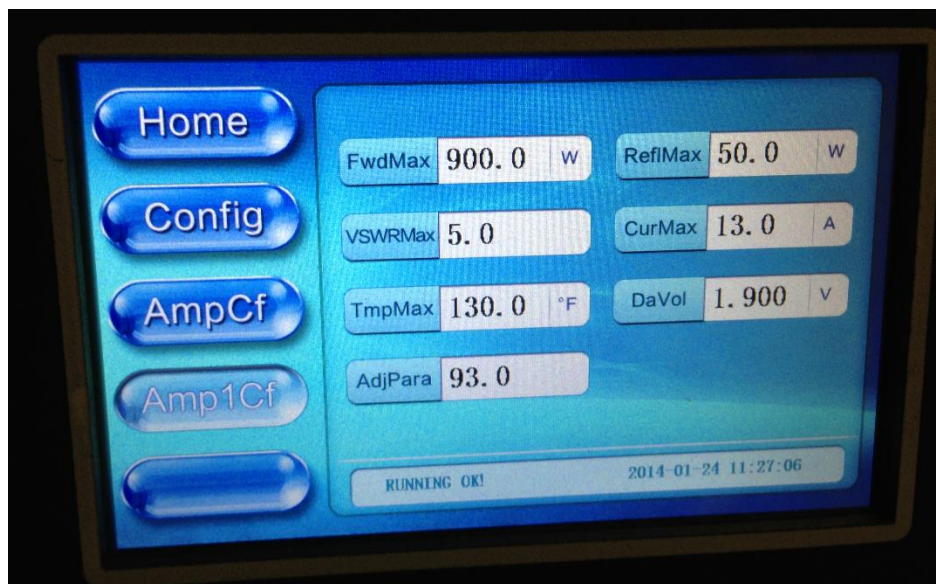 Home
Config
AmpCf
Amp1Cf
FwdMax 900.0 W
ReflMax 50.0 W
VSWRMax 5.0
CurMax 13.0 A
TmpMax 130.0 °F
DaVol 1.900 V
AdjPara 93.0
RUNNING OK! 2014-01-24 11:27:06